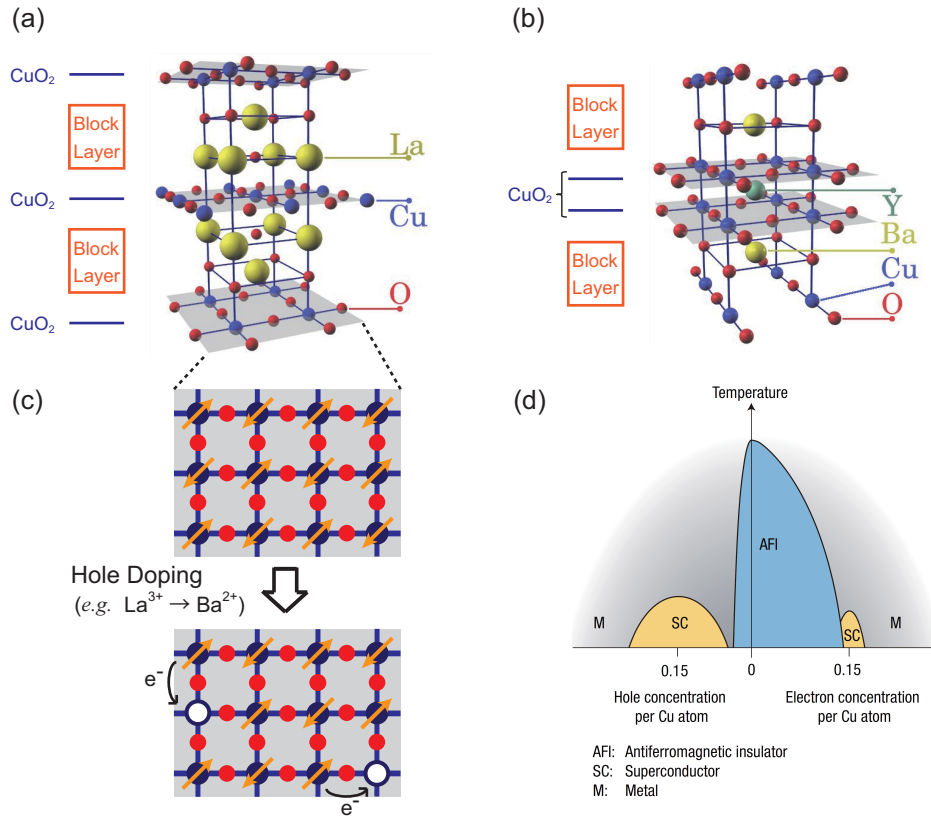 (a)
CuO2
Block
Layer
La
CuO2
Cu
Block
Layer
CuO2
O
(b)
Block
Layer
CuO2
Y
Ba
Block
Layer
Cu
O
(c)
Hole Doping
(e.g. La³⁺ → Ba²⁺)
e⁻
e⁻
(d)
Temperature
AFI
M
SC
SC
M
0.15
0
0.15
Hole concentration
per Cu atom
Electron concentration
per Cu atom
AFI: Antiferromagnetic insulator
SC: Superconductor
M: Metal